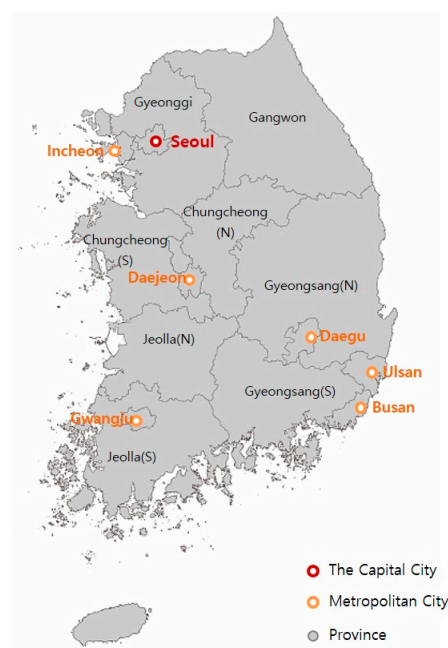 Gyeonggi
Gangwon
Seoul
Incheon
Chungcheong
(N)
Chungcheong
(S)
Daejeon
Gyeongsang(N)
Jeolla(N)
Daegu
Ulsan
Gyeongsang(S)
Busan
Gwangju
Jeolla(S)
The Capital City
Metropolitan City
Province